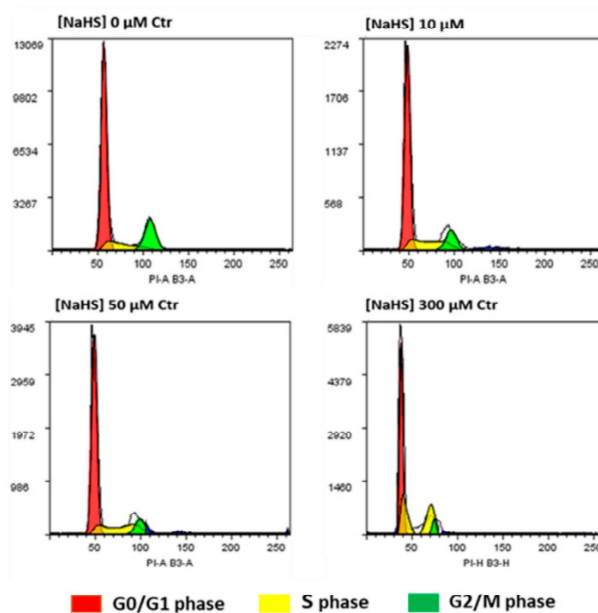 [NaHS] 0 µM Ctr
13069
9802
6534
3267
50 100 150 200 250
PI-A B3-A
[NaHS] 10 µM
2274
1706
1137
568
50 100 150 200 250
PI-A B3-A
[NaHS] 50 µM Ctr
3945
2959
1972
986
50 100 150 200 250
PI-A B3-A
[NaHS] 300 µM Ctr
5839
4379
2920
1460
50 100 150 200 250
PI-H B3-H
G0/G1 phase S phase G2/M phase